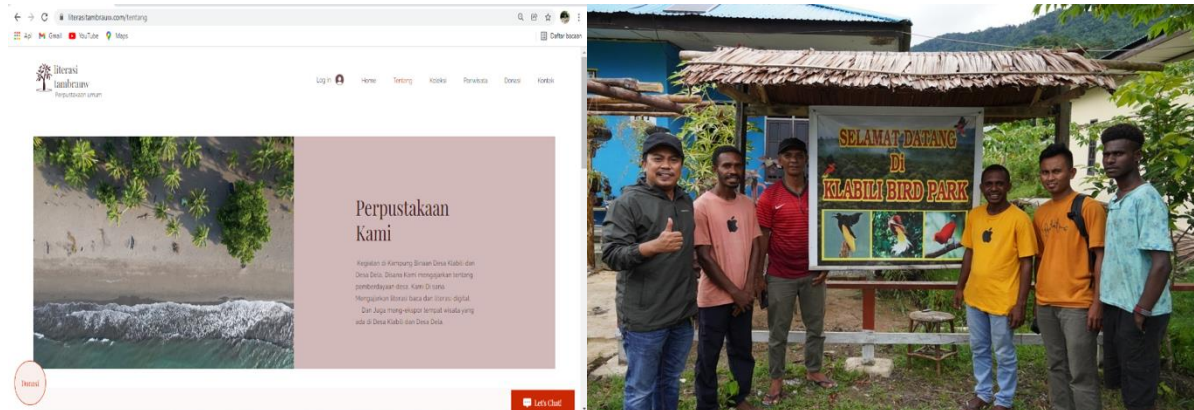 literasitambrauw.com/tentang
Apl Gmail YouTube Maps
Daftar bacaan
literasi
tambrauw
Perpustakaan umum
Log In Home Tentang Koleksi Pariwisata Donasi Kontak
Perpustakaan
Kami
Kegiatan di Kampung Binaan Desa Klabili dan
Desa Dela. Disana Kami mengajarkan tentang
pemberdayaan desa. Kami Di sana
Mengajarkan literasi baca dan literasi digital.
Dan Juga meng-ekspor tempat wisata yang
ada di Desa Klabili dan Desa Dela
Donasi
Let's Chat!
SELAMAT DATANG
Di
KLABILI BIRD PARK